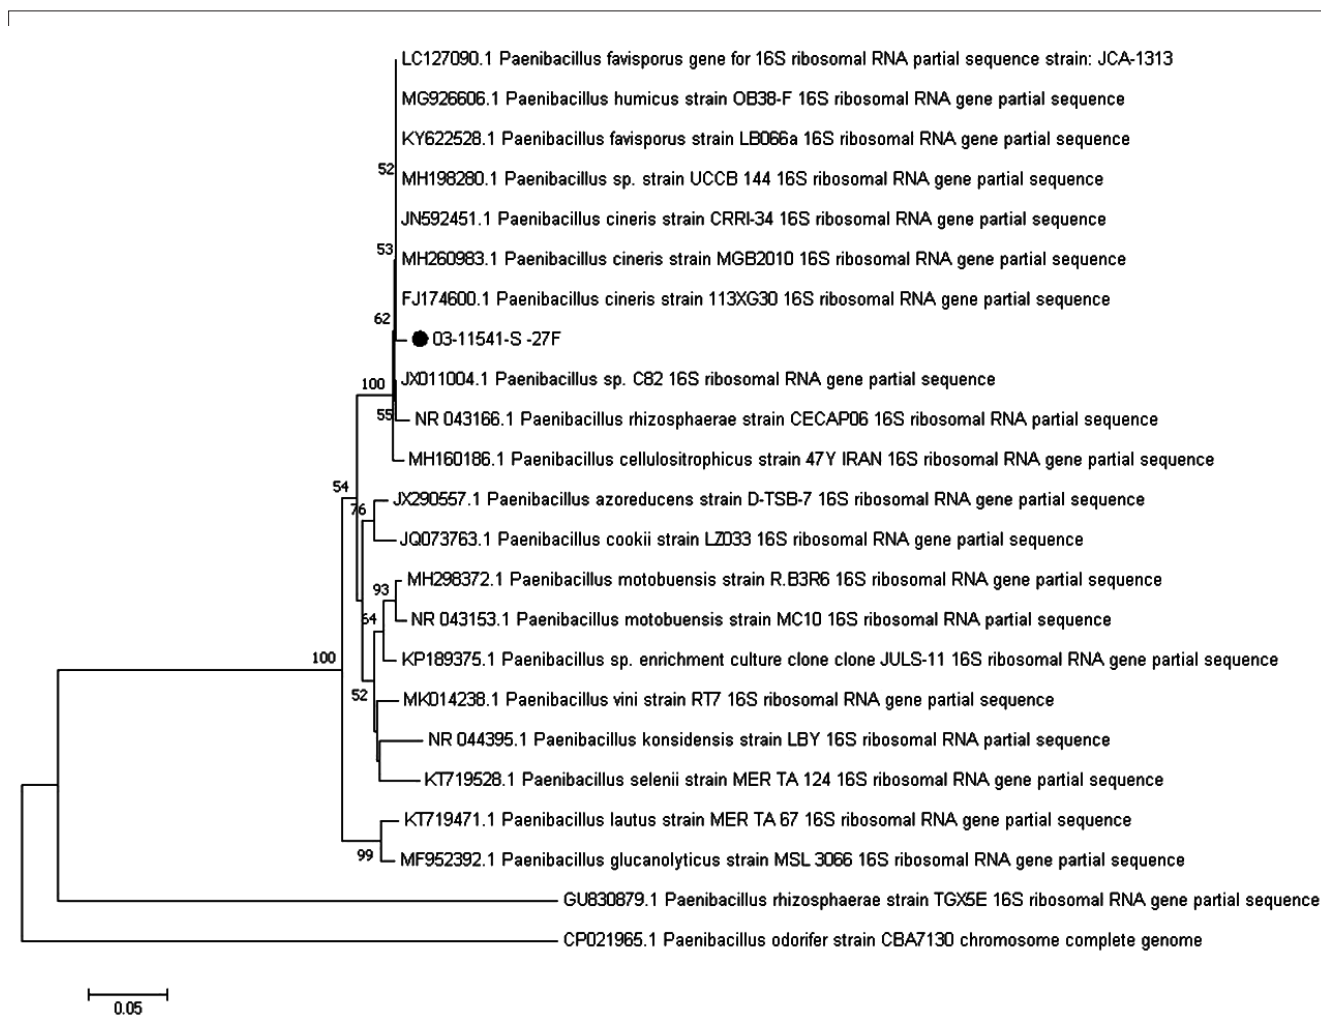 LC127090.1 Paenibacillus favisporus gene for 16S ribosomal RNA partial sequence strain: JCA-1313
MG926606.1 Paenibacillus humicus strain OB38-F 16S ribosomal RNA gene partial sequence
KY622528.1 Paenibacillus favisporus strain LB066a 16S ribosomal RNA gene partial sequence
52
MH198280.1 Paenibacillus sp. strain UCCB 144 16S ribosomal RNA gene partial sequence
JN592451.1 Paenibacillus cineris strain CRRI-34 16S ribosomal RNA gene partial sequence
53
MH260983.1 Paenibacillus cineris strain MGB2010 16S ribosomal RNA gene partial sequence
FJ174600.1 Paenibacillus cineris strain 113XG30 16S ribosomal RNA gene partial sequence
62
03-11541-S -27F
100
JX011004.1 Paenibacillus sp. C82 16S ribosomal RNA gene partial sequence
55
NR 043166.1 Paenibacillus rhizosphaerae strain CECAP06 16S ribosomal RNA partial sequence
MH160186.1 Paenibacillus cellulositrophicus strain 47Y IRAN 16S ribosomal RNA gene partial sequence
54
JX290557.1 Paenibacillus azoreducens strain D-TSB-7 16S ribosomal RNA gene partial sequence
76
JQ073763.1 Paenibacillus cookii strain LZ033 16S ribosomal RNA gene partial sequence
MH298372.1 Paenibacillus motobuensis strain R.B3R6 16S ribosomal RNA gene partial sequence
93
NR 043153.1 Paenibacillus motobuensis strain MC10 16S ribosomal RNA partial sequence
64
100
KP189375.1 Paenibacillus sp. enrichment culture clone clone JULS-11 16S ribosomal RNA gene partial sequence
52
MK014238.1 Paenibacillus vini strain RT7 16S ribosomal RNA gene partial sequence
NR 044395.1 Paenibacillus konsidensis strain LBY 16S ribosomal RNA partial sequence
KT719528.1 Paenibacillus selenii strain MER TA 124 16S ribosomal RNA gene partial sequence
KT719471.1 Paenibacillus lautus strain MER TA 67 16S ribosomal RNA gene partial sequence
99
MF952392.1 Paenibacillus glucanolyticus strain MSL 3066 16S ribosomal RNA gene partial sequence
GU830879.1 Paenibacillus rhizosphaerae strain TGX5E 16S ribosomal RNA gene partial sequence
CP021965.1 Paenibacillus odorifer strain CBA7130 chromosome complete genome
0.05